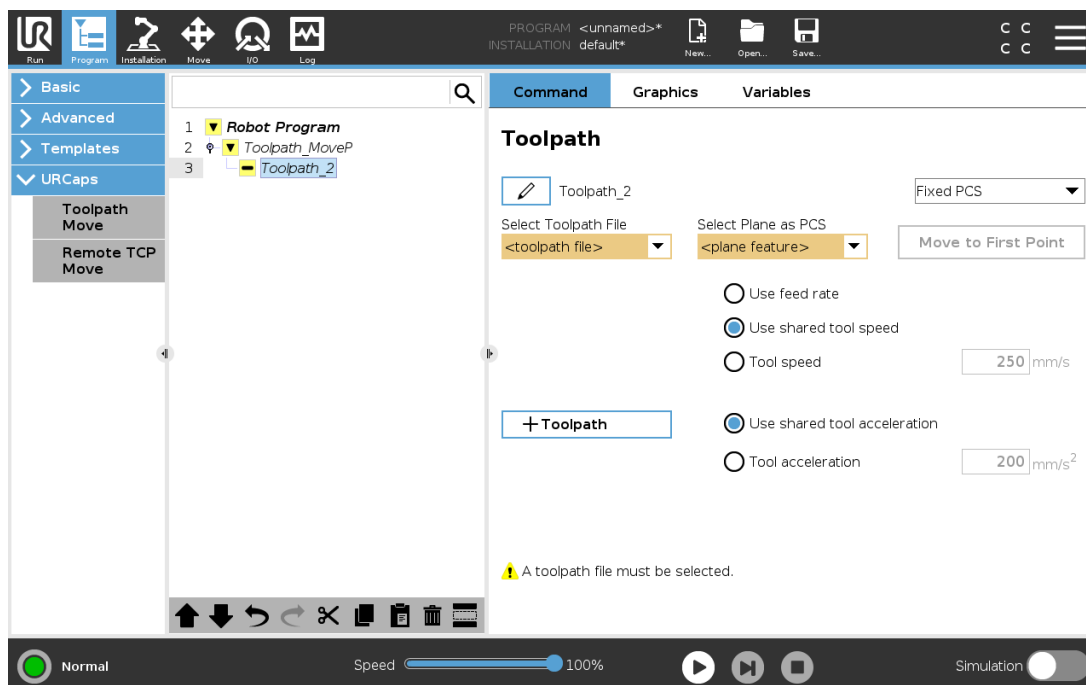 PROGRAM <unnamed>*
INSTALLATION default*
UR
Run
Program
Installation
Move
I/O
Log
New...
Open...
Save...
C C
C C
Basic
Advanced
Templates
URCaps
Toolpath
Move
Remote TCP
Move
1 Robot Program
2 Toolpath_MoveP
3 Toolpath_2
Command Graphics Variables
Toolpath
Toolpath_2 Fixed PCS
Select Toolpath File Select Plane as PCS
<toolpath file> <plane feature> Move to First Point
Use feed rate
Use shared tool speed
Tool speed 250 mm/s
+Toolpath Use shared tool acceleration
Tool acceleration 200 mm/s²
A toolpath file must be selected.
Normal Speed 100% Simulation